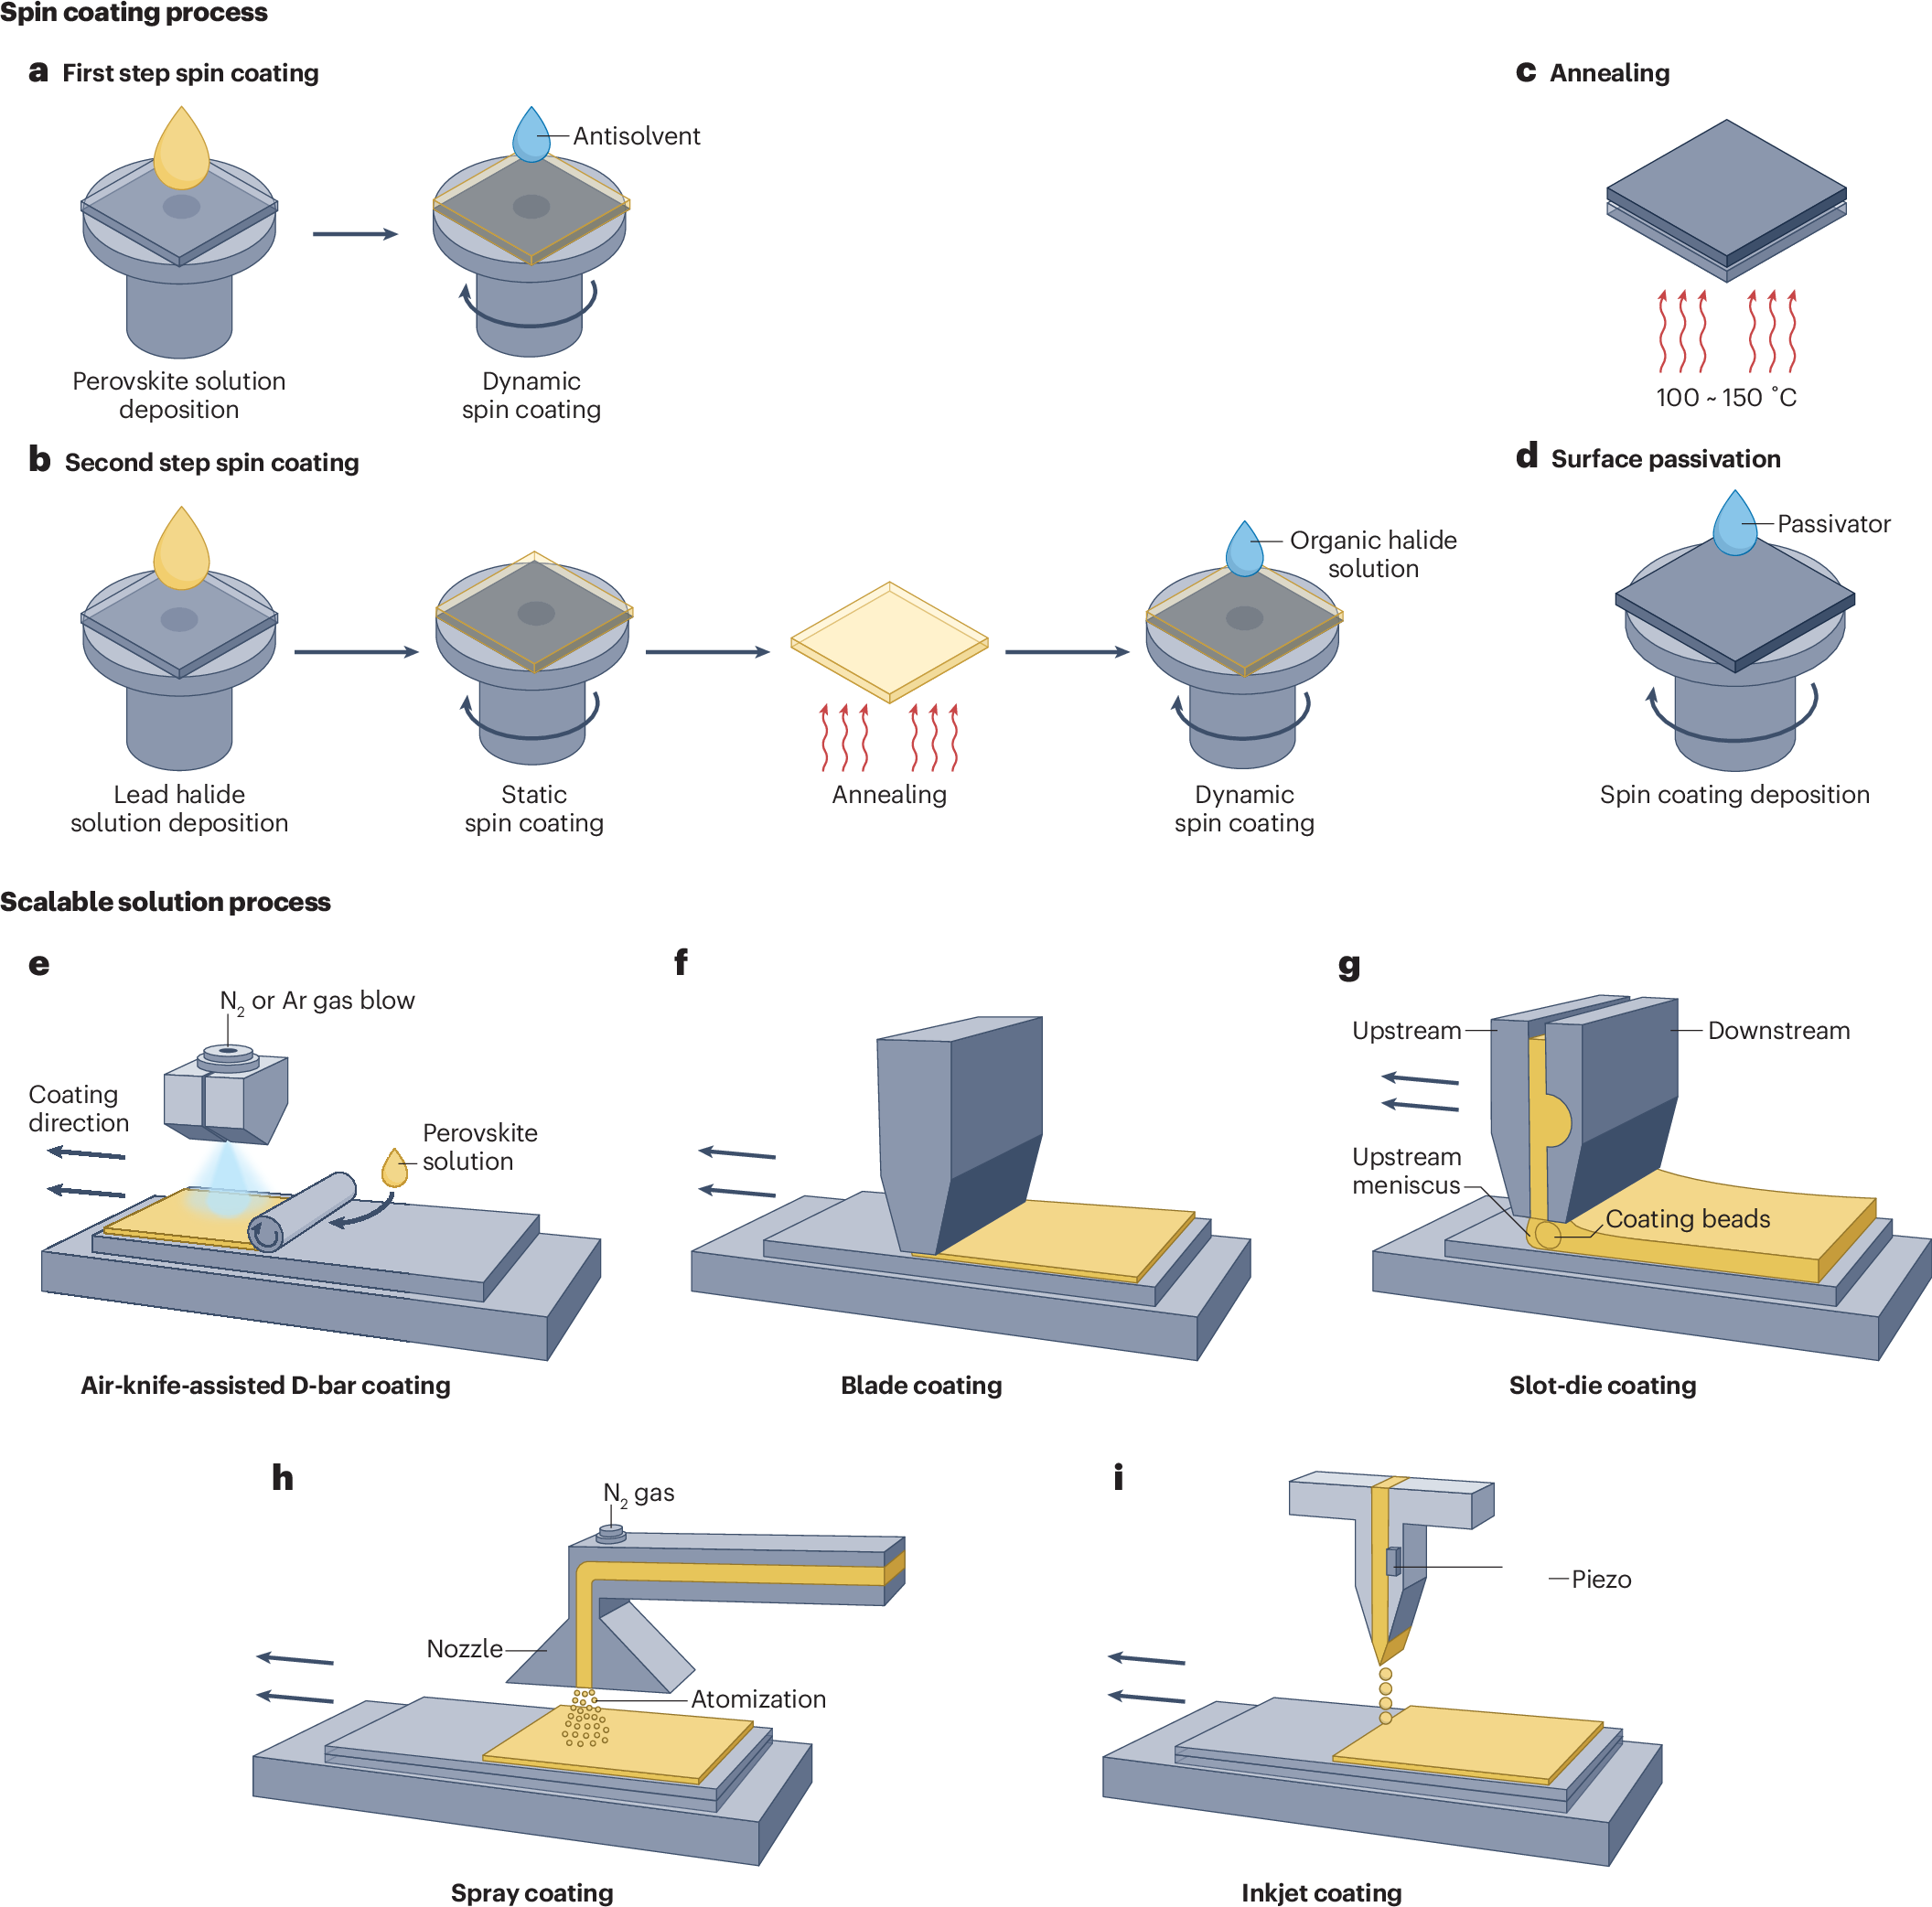 Spin coating process
a First step spin coating
Antisolvent
Perovskite solution
deposition
Dynamic
spin coating
c Annealing
100 ~ 150 °C
b Second step spin coating
Lead halide
solution deposition
Static
spin coating
Annealing
Organic halide
solution
Dynamic
spin coating
d Surface passivation
Passivator
Spin coating deposition
Scalable solution process
e
N₂ or Ar gas blow
Coating
direction
Perovskite
solution
Air-knife-assisted D-bar coating
f
Blade coating
g
Upstream
Downstream
Upstream
meniscus
Coating beads
Slot-die coating
h
N₂ gas
Nozzle
Atomization
Spray coating
i
Piezo
Inkjet coating